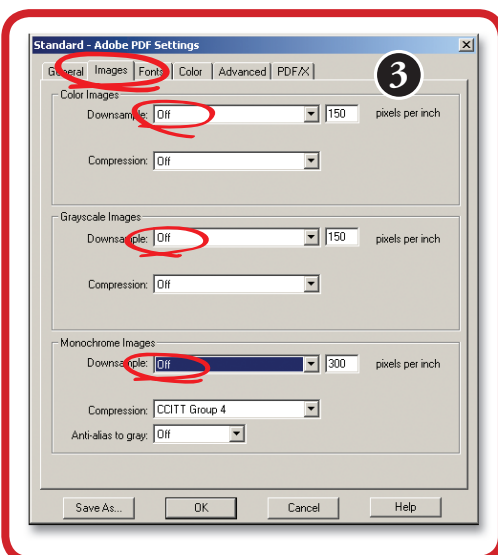 Standard - Adobe PDF Settings
General Images Fonts Color Advanced PDF/X
3
Color Images
Downsample: Off 150 pixels per inch
Compression: Off
Grayscale Images
Downsample: Off 150 pixels per inch
Compression: Off
Monochrome Images
Downsample: Off 300 pixels per inch
Compression: CCITT Group 4
Anti-alias to gray: Off
Save As... OK Cancel Help